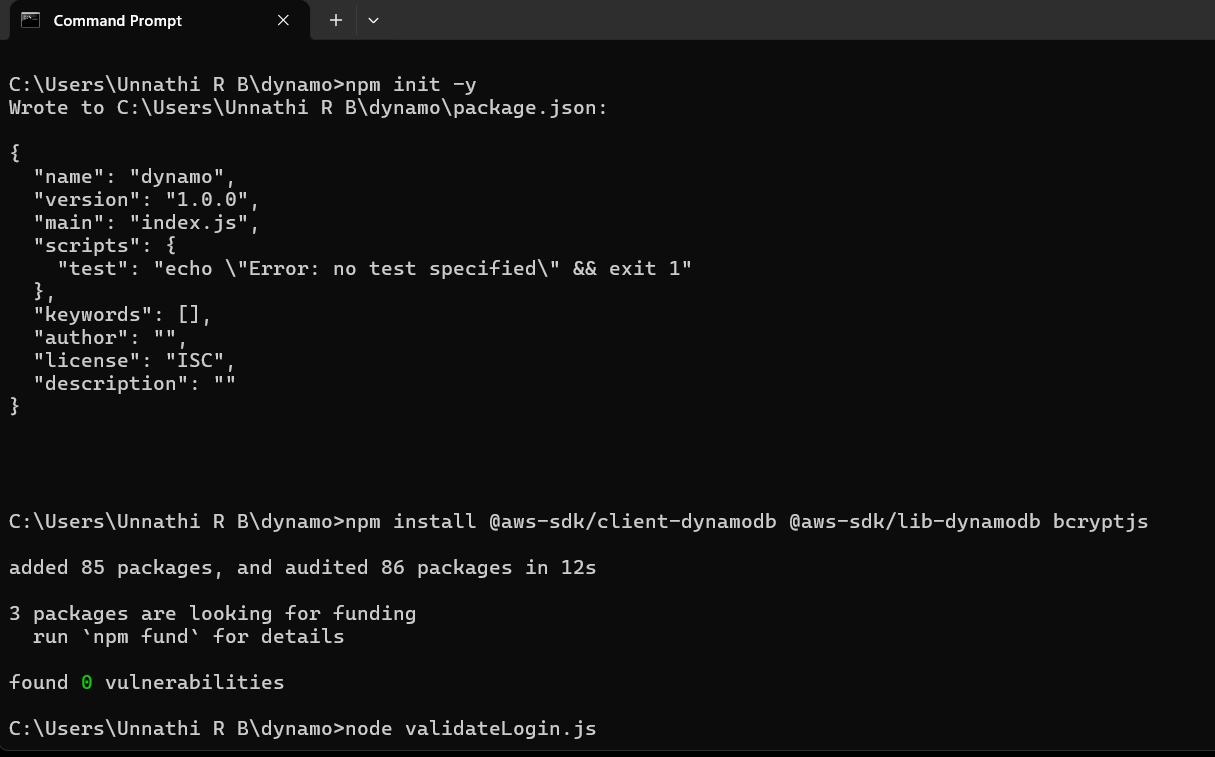 Command Prompt
C:\Users\Unnathi R B\dynamo>npm init -y
Wrote to C:\Users\Unnathi R B\dynamo\package.json:
{
  "name": "dynamo",
  "version": "1.0.0",
  "main": "index.js",
  "scripts": {
    "test": "echo \"Error: no test specified\" && exit 1"
  },
  "keywords": [],
  "author": "",
  "license": "ISC",
  "description": ""
}
C:\Users\Unnathi R B\dynamo>npm install @aws-sdk/client-dynamodb @aws-sdk/lib-dynamodb bcryptjs
added 85 packages, and audited 86 packages in 12s
3 packages are looking for funding
  run `npm fund` for details
found 0 vulnerabilities
C:\Users\Unnathi R B\dynamo>node validateLogin.js